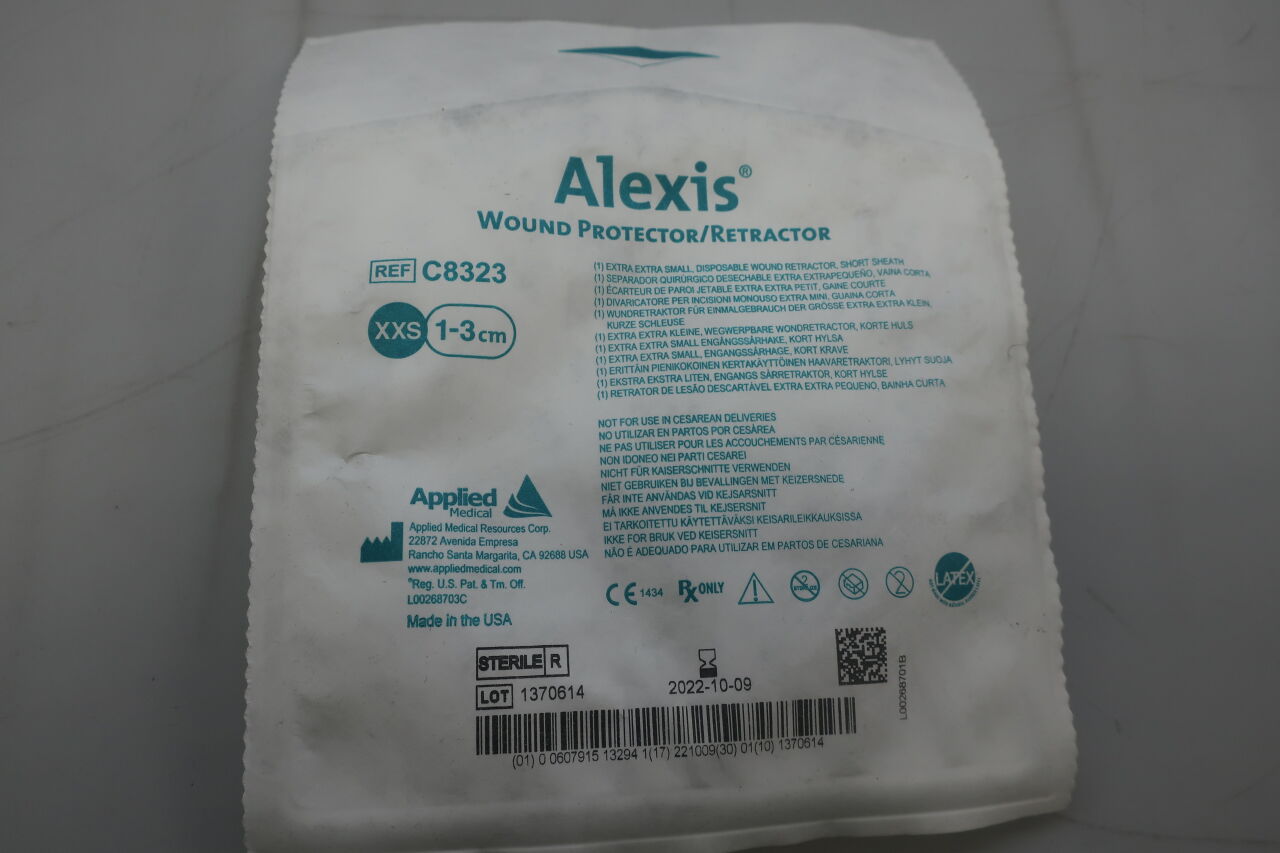 Alexis®
WOUND PROTECTOR/RETRACTOR
REF C8323
XXS 1-3 cm
(1) EXTRA EXTRA SMALL, DISPOSABLE WOUND RETRACTOR, SHORT SHEATH
(1) SEPARADOR QUIRÚRGICO DESECHABLE EXTRA EXTRAPEQUEÑO, VAINA CORTA
(1) ÉCARTEUR DE PAROI JETABLE EXTRA EXTRA PETIT, GAINE COURTE
(1) DIVARICATORE PER INCISIONI MONOUSO EXTRA MINI, GUAINA CORTA
(1) WUNDRETRAKTOR FÜR EINMALGEBRAUCH DER GRÖSSE EXTRA EXTRA KLEIN,
KURZE SCHLEUSE
(1) EXTRA EXTRA KLEINE, WEGWERPBARE WONDRETRACTOR, KORTE HULS
(1) EXTRA EXTRA SMALL ENGÅNGSSÅRHAKE, KORT HYLSA
(1) EXTRA EXTRA SMALL, ENGANGSSÅRHAGE, KORT KRAVE
(1) ERITTÄIN PIENIKOKOINEN KERTAKÄYTTÖINEN HAAVARETRAKTORI, LYHYT SUOJA
(1) EKSTRA EKSTRA LITEN, ENGANGS SÅRRETRAKTOR, KORT HYLSE
(1) RETRATOR DE LESÃO DESCARTÁVEL EXTRA EXTRA PEQUENO, BAINHA CURTA
NOT FOR USE IN CESAREAN DELIVERIES
NO UTILIZAR EN PARTOS POR CESÁREA
NE PAS UTILISER POUR LES ACCOUCHEMENTS PAR CÉSARIENNE
NON IDONEO NEI PARTI CESAREI
NICHT FÜR KAISERSCHNITTE VERWENDEN
NIET GEBRUIKEN BIJ BEVALLINGEN MET KEIZERSNEDE
FÅR INTE ANVÄNDAS VID KEJSARSNITT
MÅ IKKE ANVENDES TIL KEJSERSNIT
EI TARKOITETTU KÄYTETTÄVÄKSI KEISARILEIKKAUKSISSA
IKKE FOR BRUK VED KEISERSNITT
NÃO É ADEQUADO PARA UTILIZAR EM PARTOS DE CESARIANA
Applied
Medical
Applied Medical Resources Corp.
22872 Avenida Empresa
Rancho Santa Margarita, CA 92688 USA
www.appliedmedical.com
®Reg. U.S. Pat. & Tm. Off.
L00268703C
Made in the USA
CE 1434 Rx ONLY
LATEX
STERILE R
LOT 1370614
2022-10-09
L00268701B
(01) 0 0607915 13294 1(17) 221009(30) 01(10) 1370614